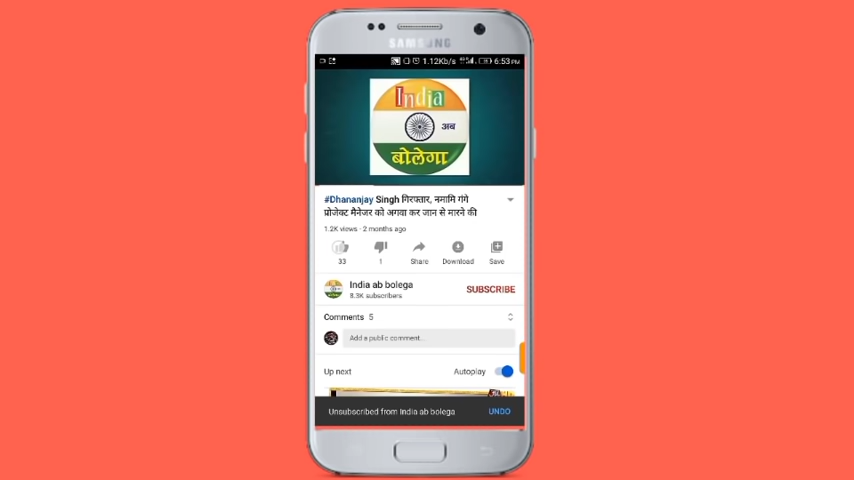 SAMSUNG
1.12Kb/s 6:53 PM
India
अब
बोलेगा
#Dhananjay Singh गिरफ्तार, नमामि गंगे
प्रोजेक्ट मैनेजर को अगवा कर जान से मारने की
1.2K views · 2 months ago
33 1 Share Download Save
India ab bolega
8.3K subscribers
SUBSCRIBE
Comments 5
Add a public comment...
Up next Autoplay
Unsubscribed from India ab bolega UNDO